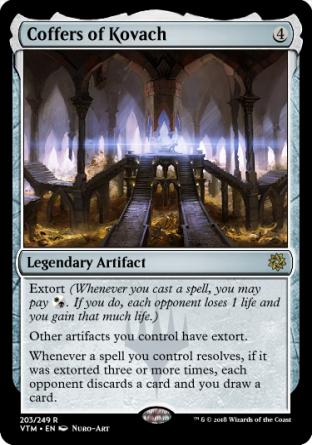 Coffers of Kovach 4
Legendary Artifact
Extort (Whenever you cast a spell, you may
pay . If you do, each opponent loses 1 life and
you gain that much life.)
Other artifacts you control have extort.
Whenever a spell you control resolves, if it
was extorted three or more times, each
opponent discards a card and you draw a
card.
203/249 R
VTM • EN Nuro-Art
™ & © 2018 Wizards of the Coast